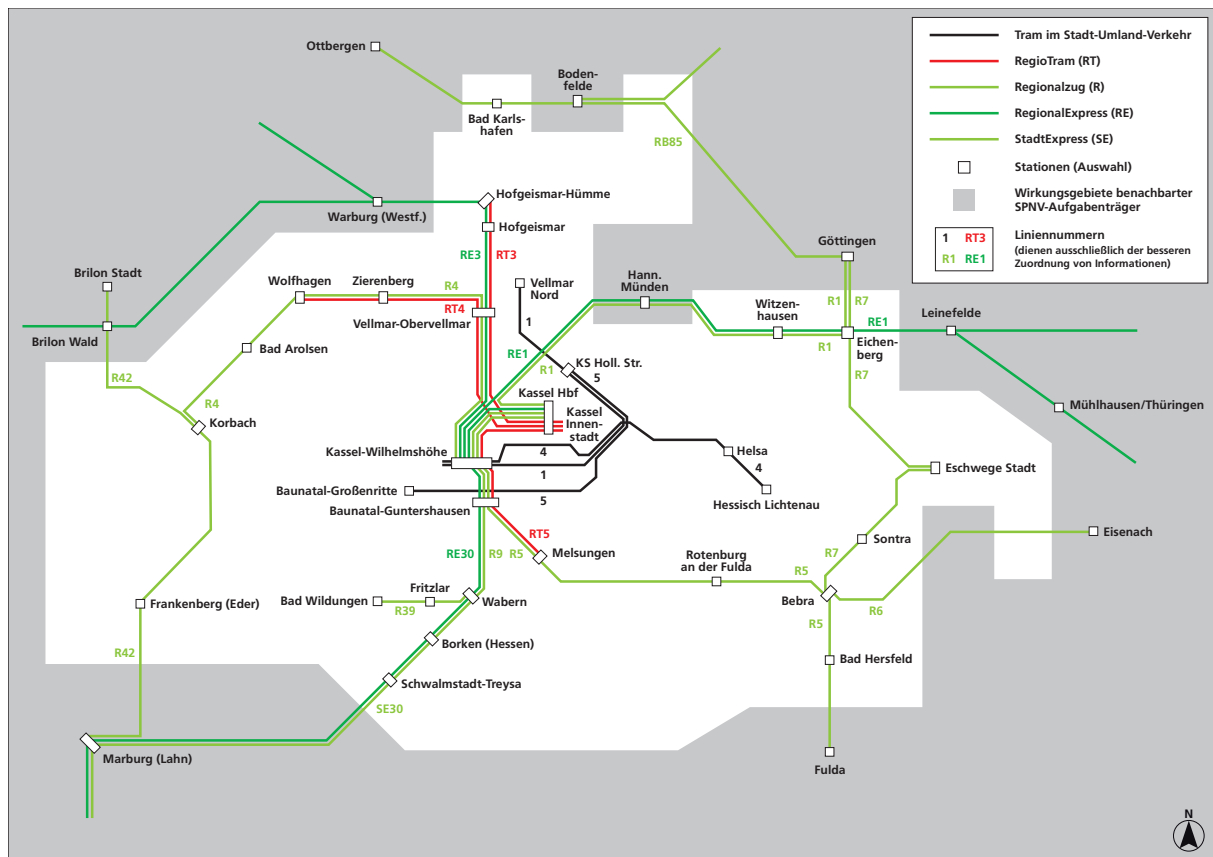 Ottbergen
Boden-
felde
Bad Karls-
hafen
RB85
Tram im Stadt-Umland-Verkehr
RegioTram (RT)
Regionalzug (R)
RegionalExpress (RE)
StadtExpress (SE)
Stationen (Auswahl)
Wirkungsgebiete benachbarter
SPNV-Aufgabenträger
1 RT3
R1 RE1
Liniennummern
(dienen ausschließlich der besseren
Zuordnung von Informationen)
Hofgeismar-Hümme
Warburg (Westf.)
Hofgeismar
RE3
RT3
Göttingen
Brilon Stadt
Wolfhagen
Zierenberg
R4
Vellmar
Nord
Hann.
Münden
Witzen-
hausen
R1
R7
Leinefelde
RT4
Vellmar-Obervellmar
1
RE1
Brilon Wald
Bad Arolsen
RE1
R1
R1
Eichen-
berg
KS Holl. Str.
R42
R4
5
R7
Kassel Hbf
Mühlhausen/Thüringen
Korbach
Kassel
Innen-
stadt
Kassel-Wilhelmshöhe
4
Helsa
1
4
Eschwege Stadt
Baunatal-Großenritte
5
Hessisch Lichtenau
Baunatal-Guntershausen
RT5
Eisenach
Sontra
RE30
R9
R5
Melsungen
Rotenburg
an der Fulda
R7
R5
Frankenberg (Eder)
Bad Wildungen
Fritzlar
R39
Wabern
Bebra
R6
R5
Borken (Hessen)
R42
Bad Hersfeld
Schwalmstadt-Treysa
SE30
Marburg (Lahn)
Fulda
N